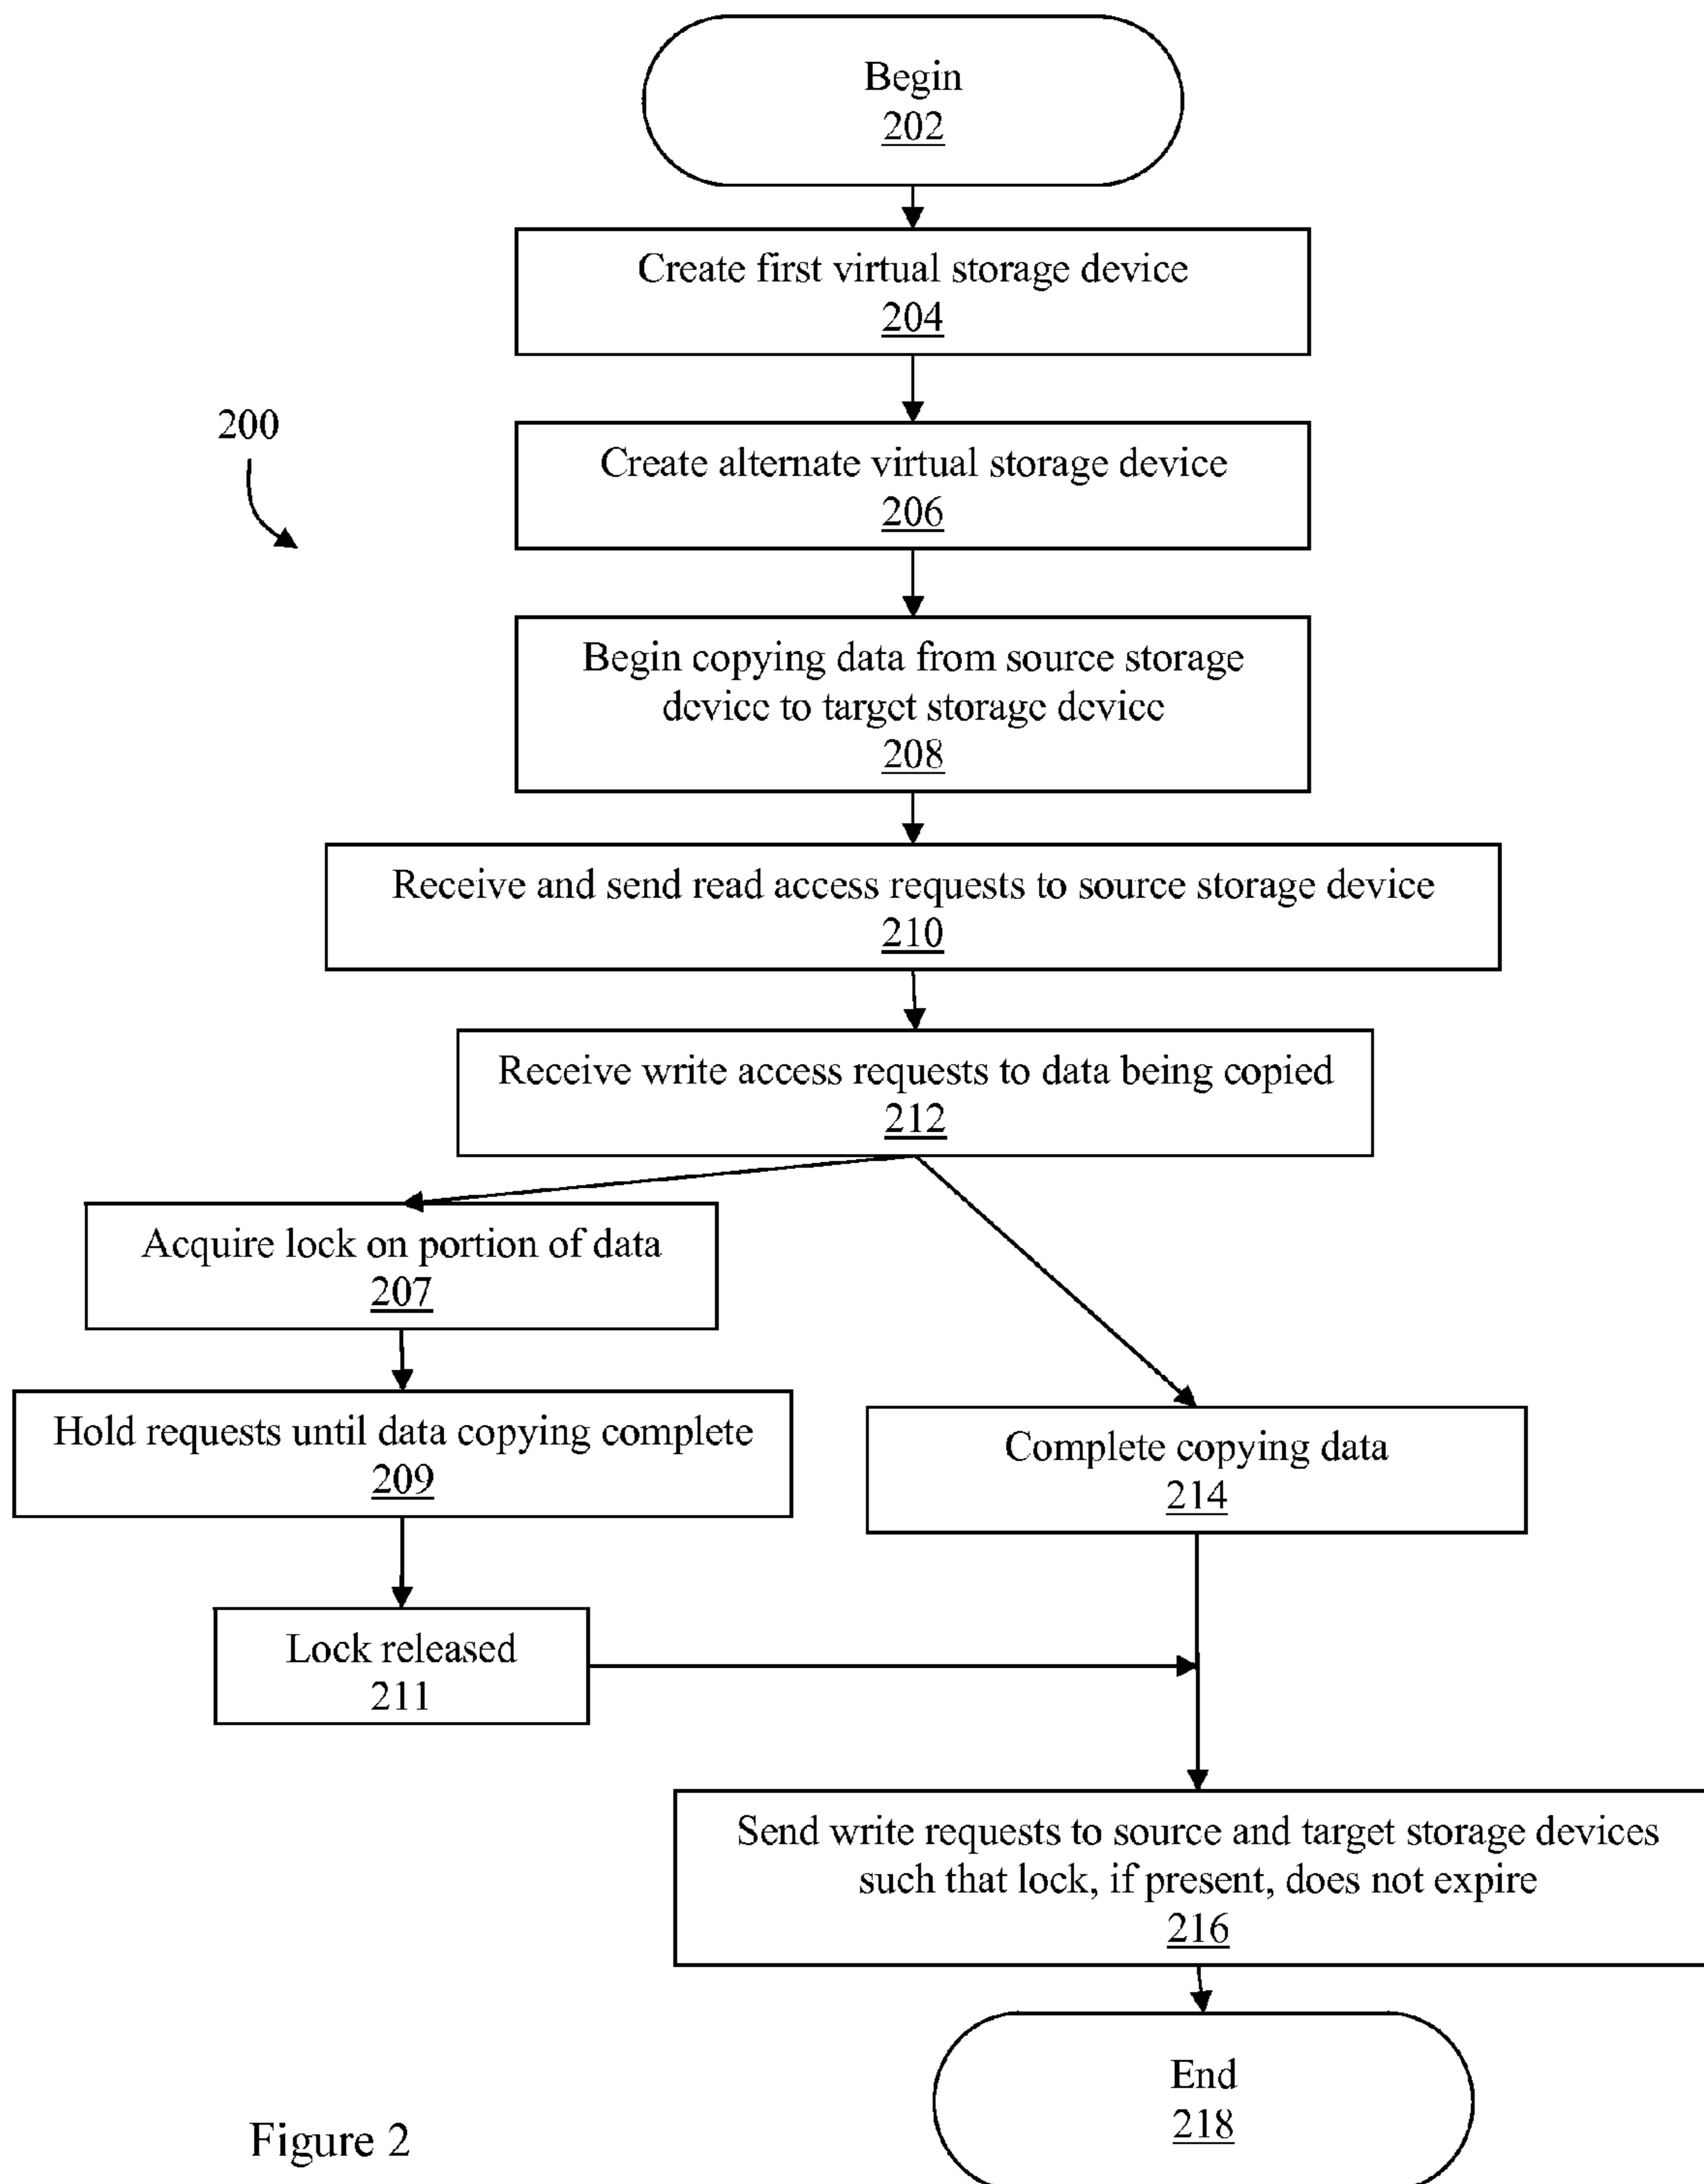 Begin
202
Create first virtual storage device
204
200
Create alternate virtual storage device
206
Begin copying data from source storage
device to target storage device
208
Receive and send read access requests to source storage device
210
Receive write access requests to data being copied
212
Acquire lock on portion of data
207
Hold requests until data copying complete
209
Complete copying data
214
Lock released
211
Send write requests to source and target storage devices
such that lock, if present, does not expire
216
End
218
Figure 2